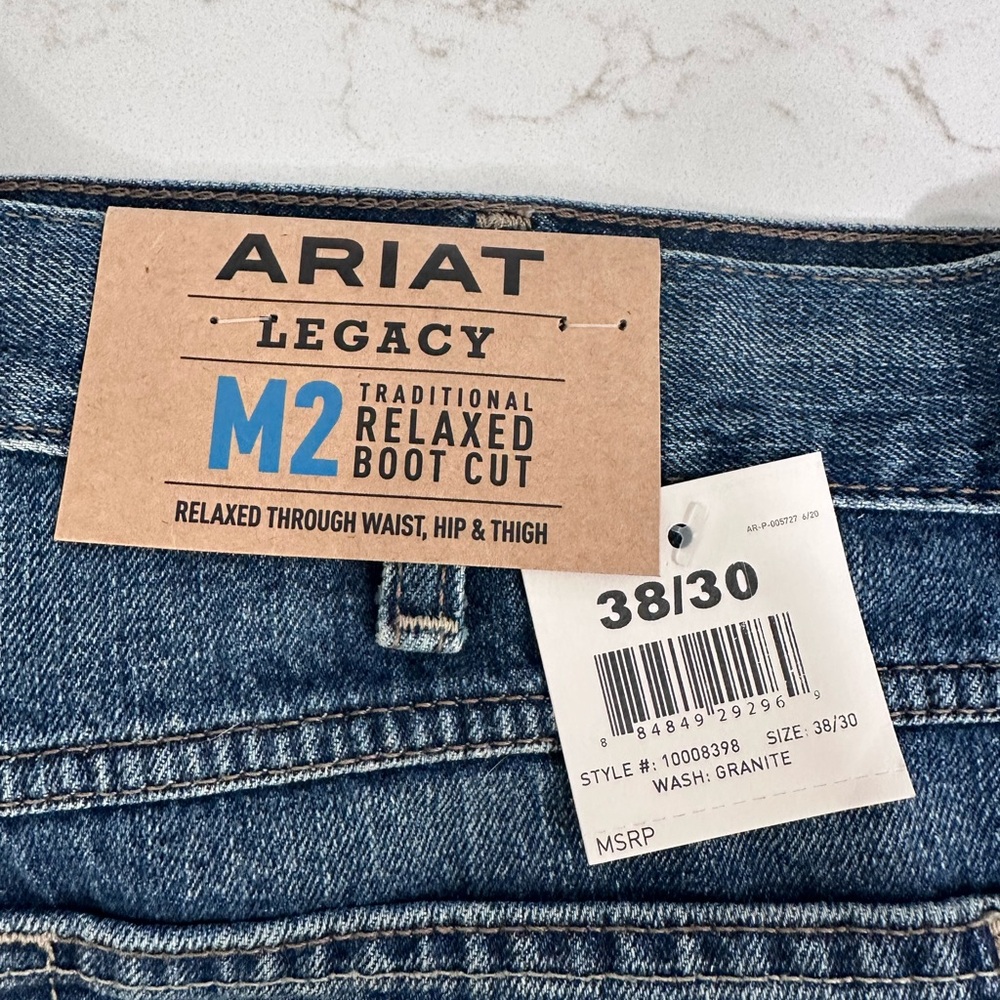 ARIAT
LEGACY
M2 TRADITIONAL
RELAXED
BOOT CUT
RELAXED THROUGH WAIST, HIP & THIGH
AR-P-005727 6/20
38/30
8 84849 29296 9
STYLE #: 10008398 SIZE: 38/30
WASH: GRANITE
MSRP